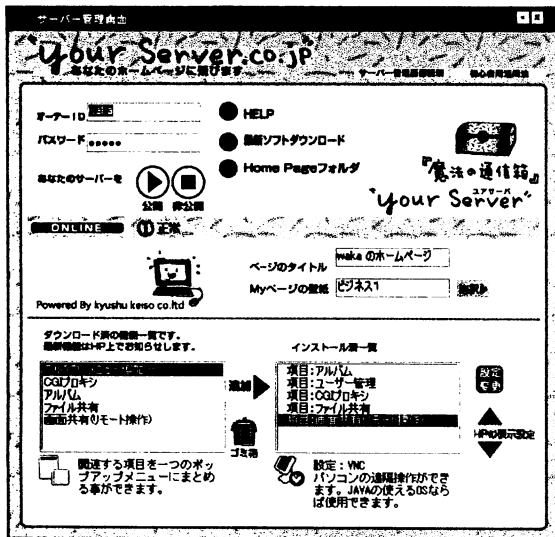 サーバー管理画面
"your Server.co.jp"
あなたのホームページに飛びます
オーナーID
パスワード
HELP
最新ソフトダウンロード
Home Pageフォルダ
あなたのサーバーを
公開 非公開
『魔法の通信箱』
ユアサーバ
"your Server"
ONLINE
正常
ページのタイトル
waka のホームページ
Myページの壁紙
ビジネス1
Powered By kyushu keiso co.ltd
ダウンロード済の機能一覧です。
最新機能はHP上でお知らせします。
CGIプロキシ
アルバム
ファイル共有
画面共有(リモート操作)
追加
ゴミ箱
関連する項目を一つのポッ
プアップメニューにまとめ
る事ができます。
インストール済一覧
項目:アルバム
項目:ユーザー管理
項目:CGIプロキシ
項目:ファイル共有
設定
変更
HPの表示設定
設定:VNC
パソコンの遠隔操作ができ
ます。JAVAの使えるOSなら
ば使用できます。